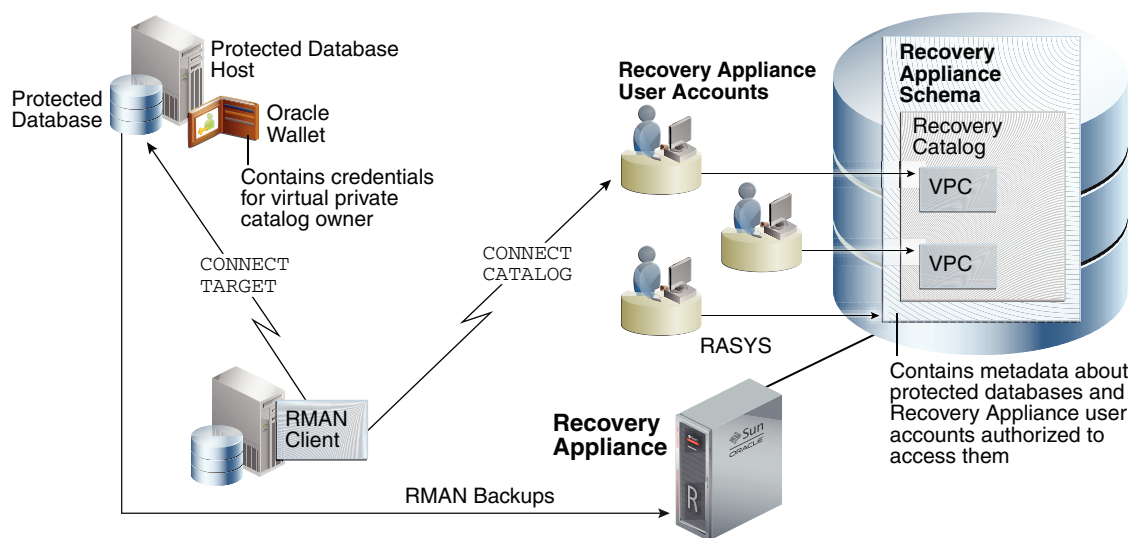 Protected Database
Host
Protected
Database
Oracle
Wallet
Contains credentials
for virtual private
catalog owner
CONNECT
TARGET
CONNECT
CATALOG
RMAN
Client
RMAN Backups
Recovery Appliance
User Accounts
RASYS
Recovery
Appliance
Sun
ORACLE
R
Recovery
Appliance
Schema
Recovery
Catalog
VPC
VPC
Contains metadata about
protected databases and
Recovery Appliance user
accounts authorized to
access them